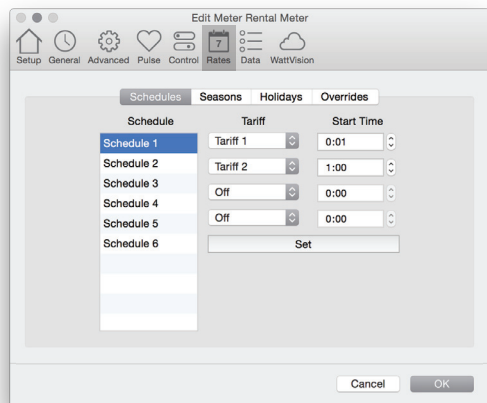 Edit Meter Rental Meter
7
Setup General Advanced Pulse Control Rates Data WattVision
Schedules Seasons Holidays Overrides
Schedule Tariff Start Time
Schedule 1 Tariff 1 0:01
Schedule 2 Tariff 2 1:00
Schedule 3 Off 0:00
Schedule 4 Off 0:00
Schedule 5
Schedule 6 Set
Cancel OK